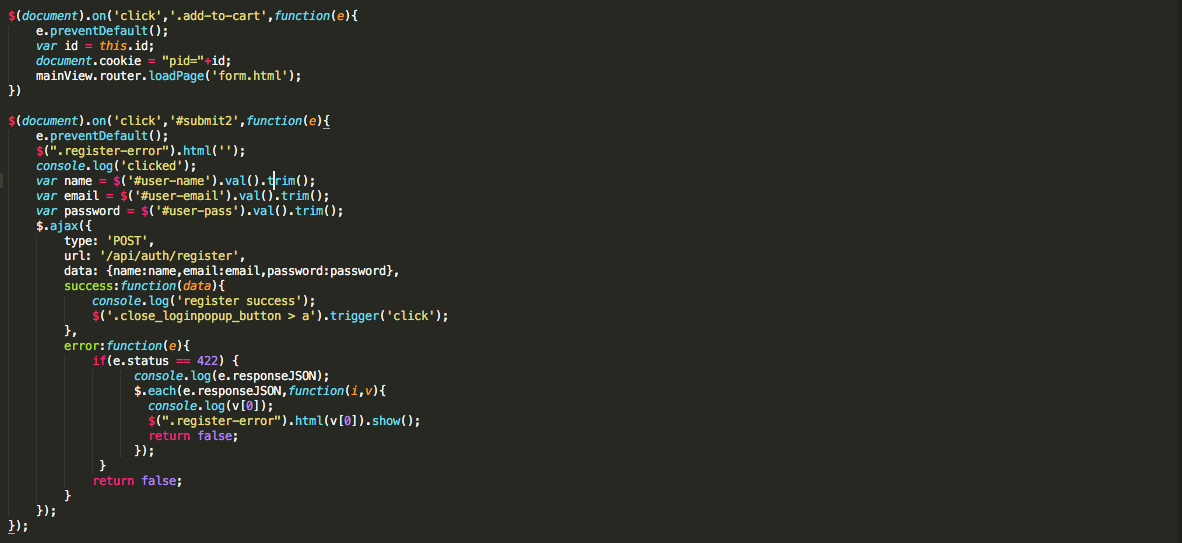 $(document).on('click','.add-to-cart',function(e){
    e.preventDefault();
    var id = this.id;
    document.cookie = "pid="+id;
    mainView.router.loadPage('form.html');
})

$(document).on('click','#submit2',function(e){
    e.preventDefault();
    $(".register-error").html('');
    console.log('clicked');
    var name = $('#user-name').val().trim();
    var email = $('#user-email').val().trim();
    var password = $('#user-pass').val().trim();
    $.ajax({
        type: 'POST',
        url: '/api/auth/register',
        data: {name:name,email:email,password:password},
        success:function(data){
            console.log('register success');
            $('.close_loginpopup_button > a').trigger('click');
        },
        error:function(e){
            if(e.status == 422) {
                  console.log(e.responseJSON);
                  $.each(e.responseJSON,function(i,v){
                    console.log(v[0]);
                    $(".register-error").html(v[0]).show();
                    return false;
                  });
             }
            return false;
        }
    });
});